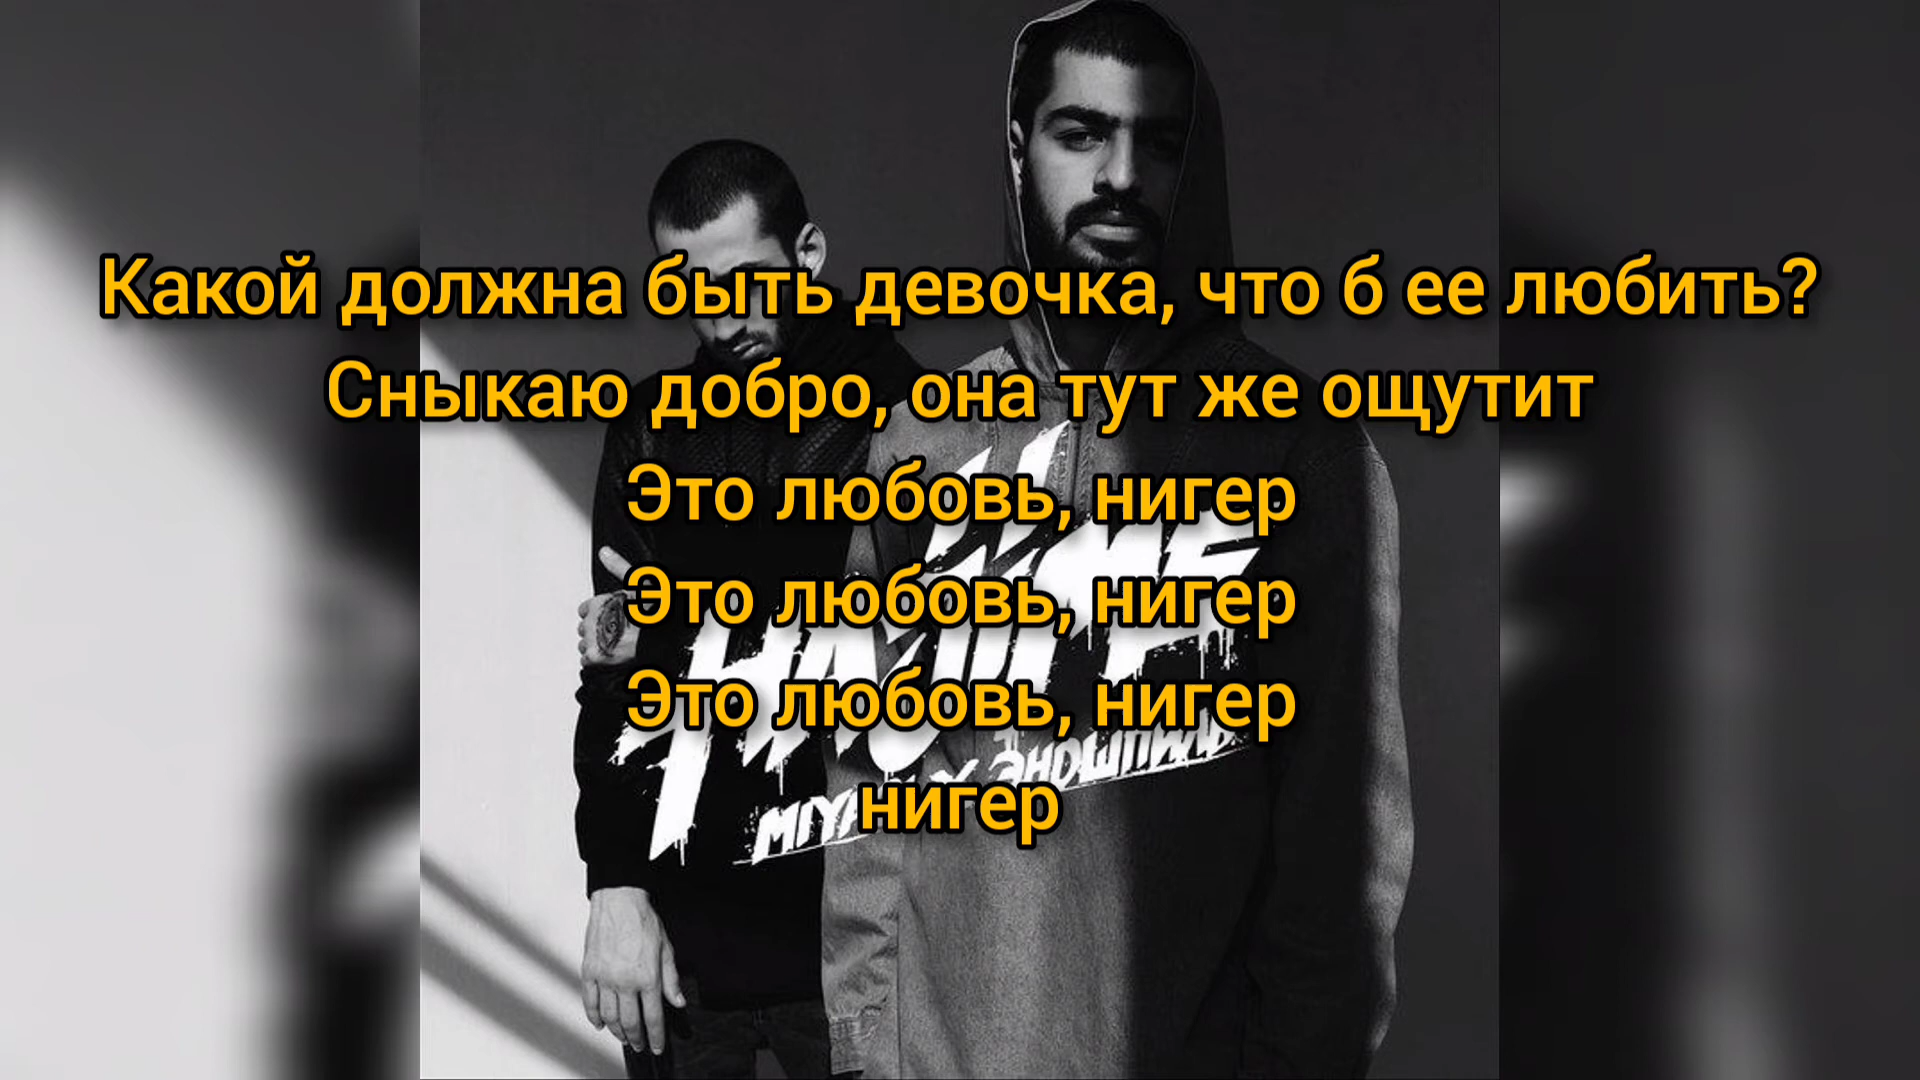 Какой должна быть девочка, что б ее любить?
Сныкаю добро, она тут же ощутит
Это любовь, нигер
Это любовь, нигер
Это любовь, нигер
нигер